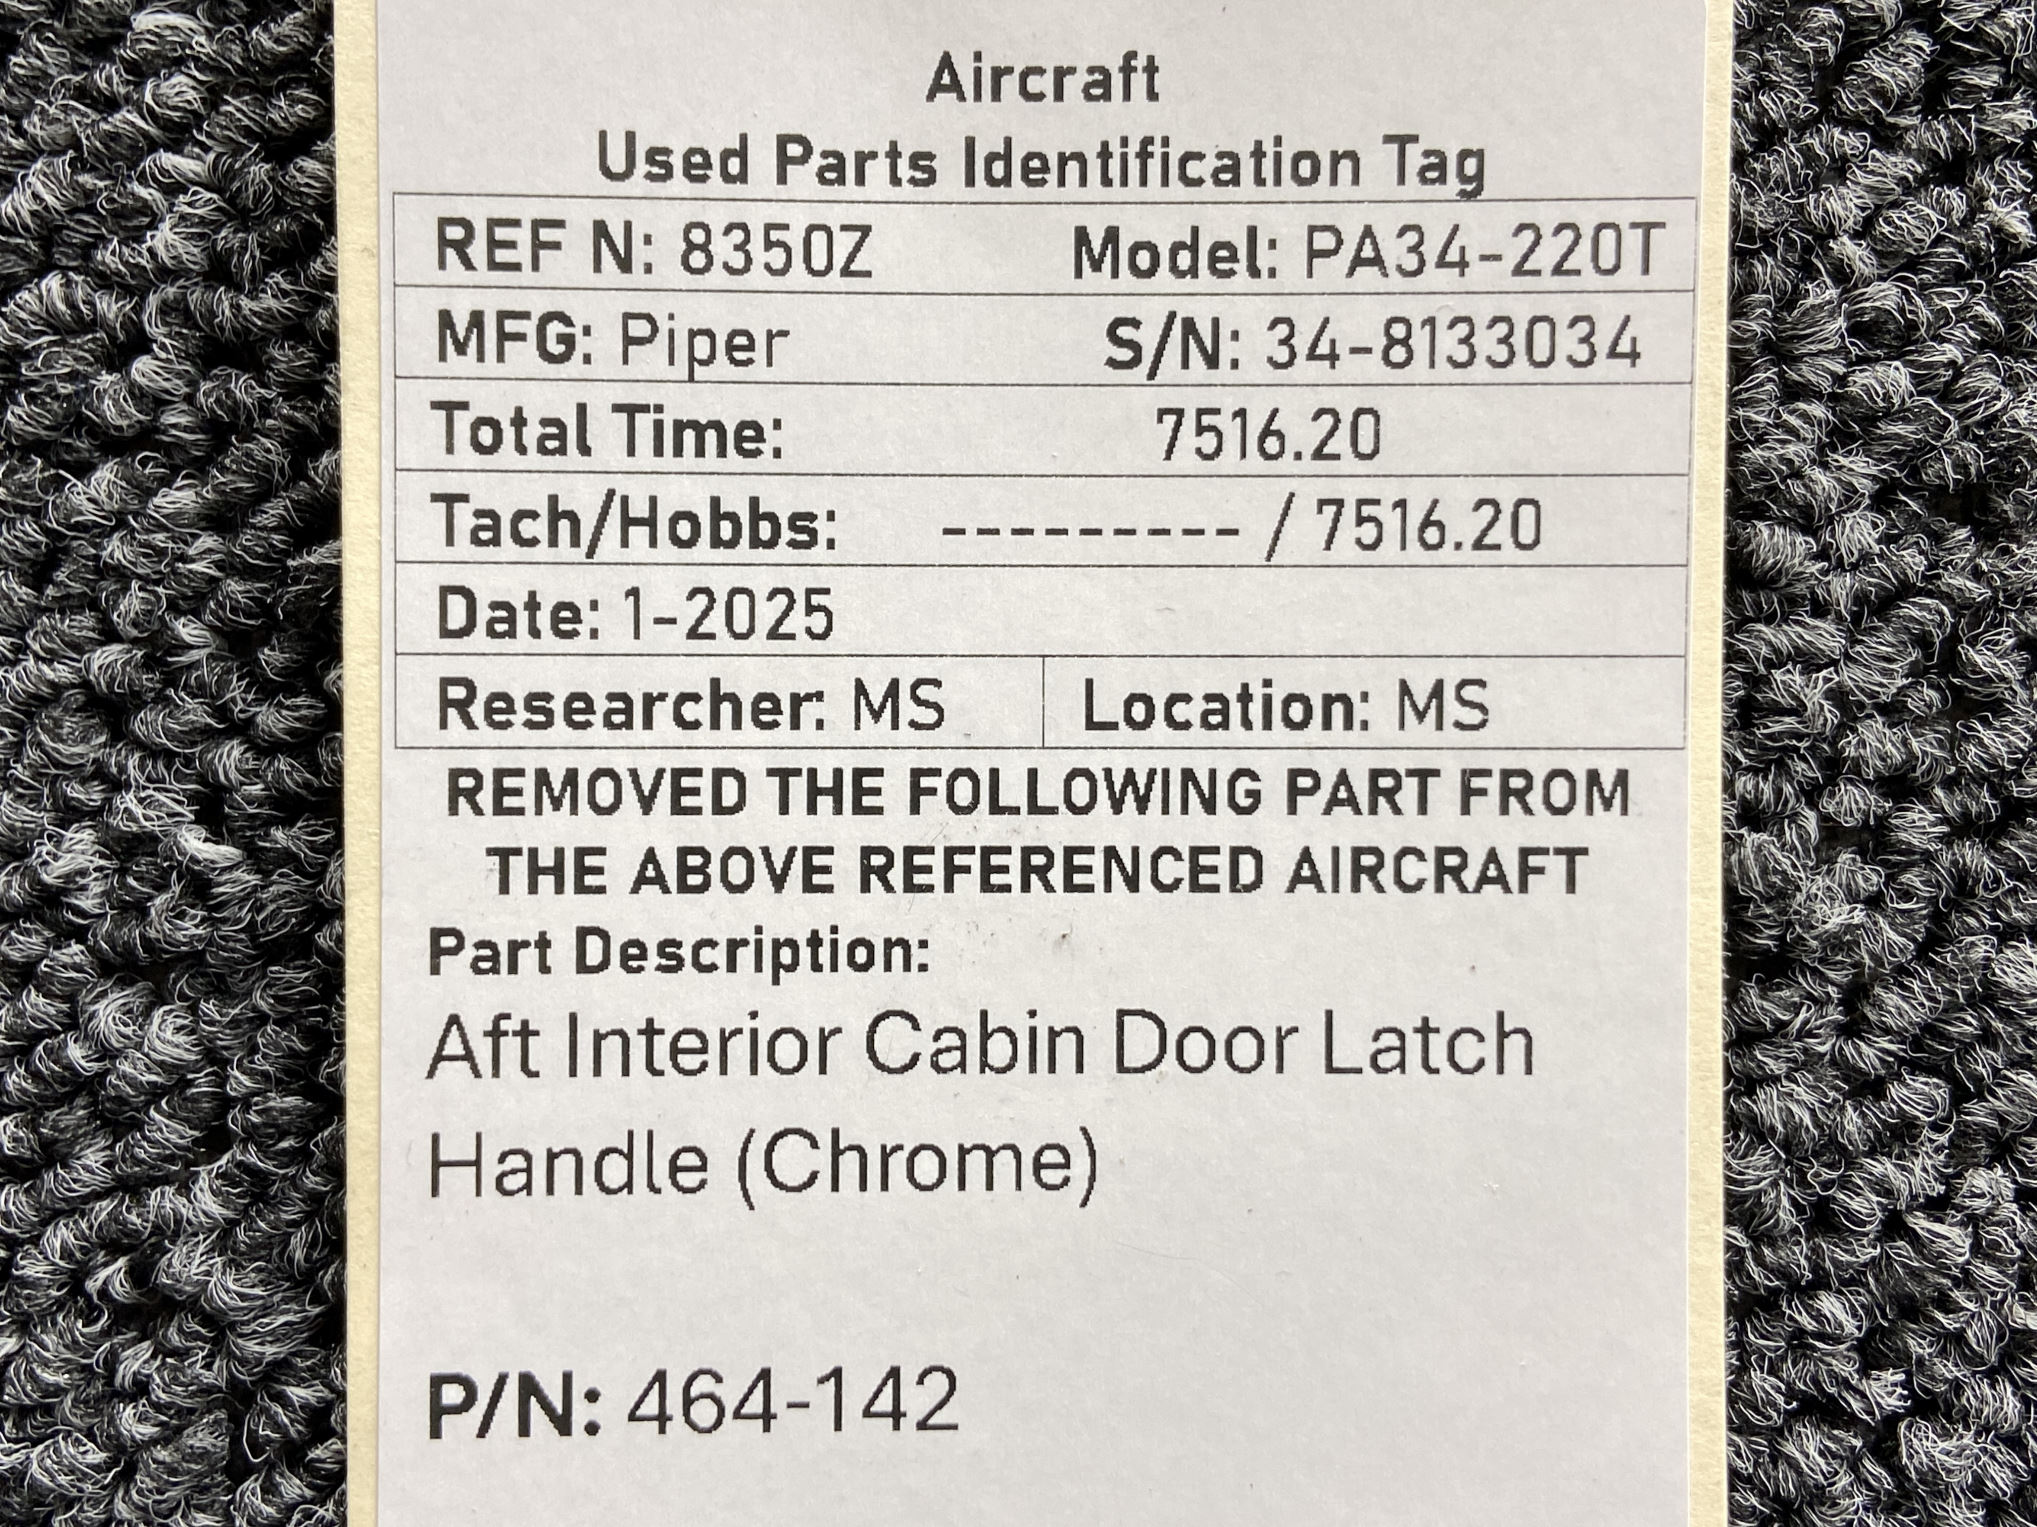 Aircraft
Used Parts Identification Tag
REF N: 8350Z Model: PA34-220T
MFG: Piper S/N: 34-8133034
Total Time: 7516.20
Tach/Hobbs: --------- / 7516.20
Date: 1-2025
Researcher: MS Location: MS
REMOVED THE FOLLOWING PART FROM
THE ABOVE REFERENCED AIRCRAFT
Part Description:
Aft Interior Cabin Door Latch
Handle (Chrome)
P/N: 464-142